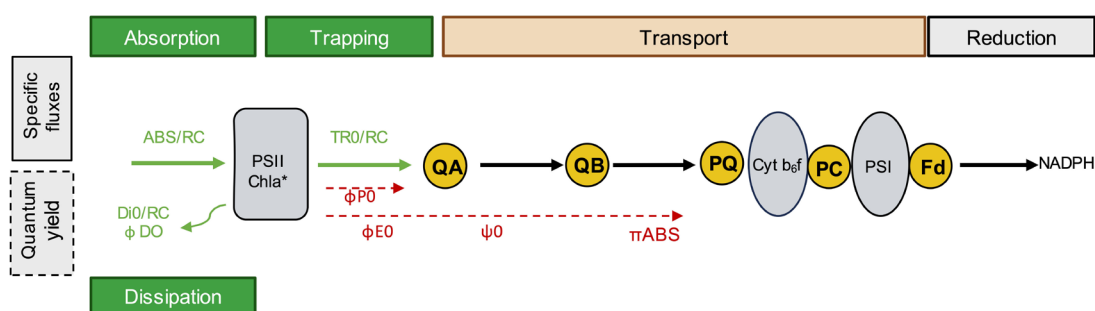 Absorption
Trapping
Transport
Reduction
Specific
fluxes
ABS/RC
PSII
Chla*
TR0/RC
QA
QB
PQ
Cyt b₆f
PC
PSI
Fd
NADPH
ϕP0
Quantum
yield
Di0/RC
ϕ DO
ϕE0
ψ0
πABS
Dissipation